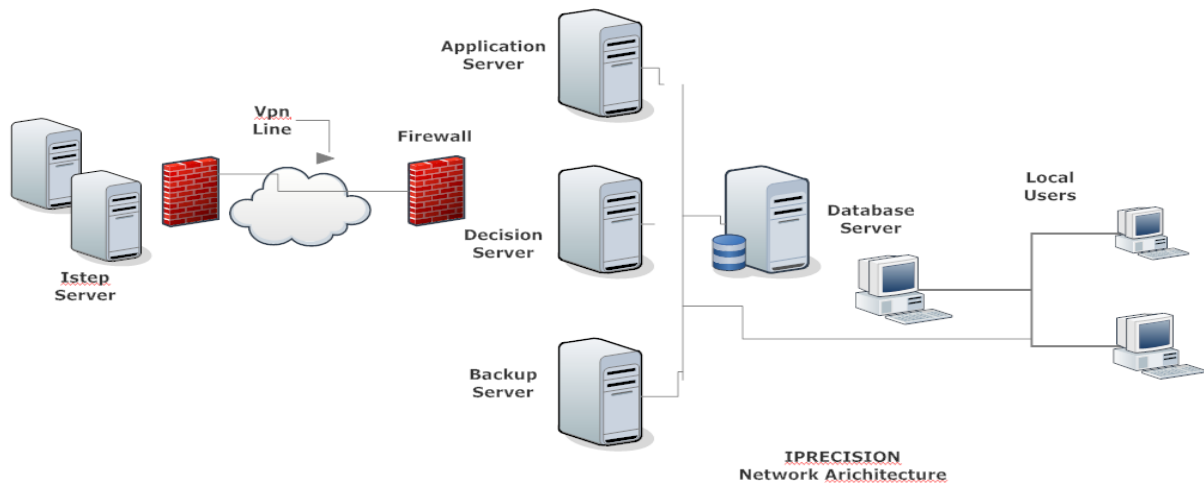 Application
Server
Vpn
Line
Firewall
Istep
Server
Decision
Server
Database
Server
Local
Users
Backup
Server
IPRECISION
Network Arichitecture